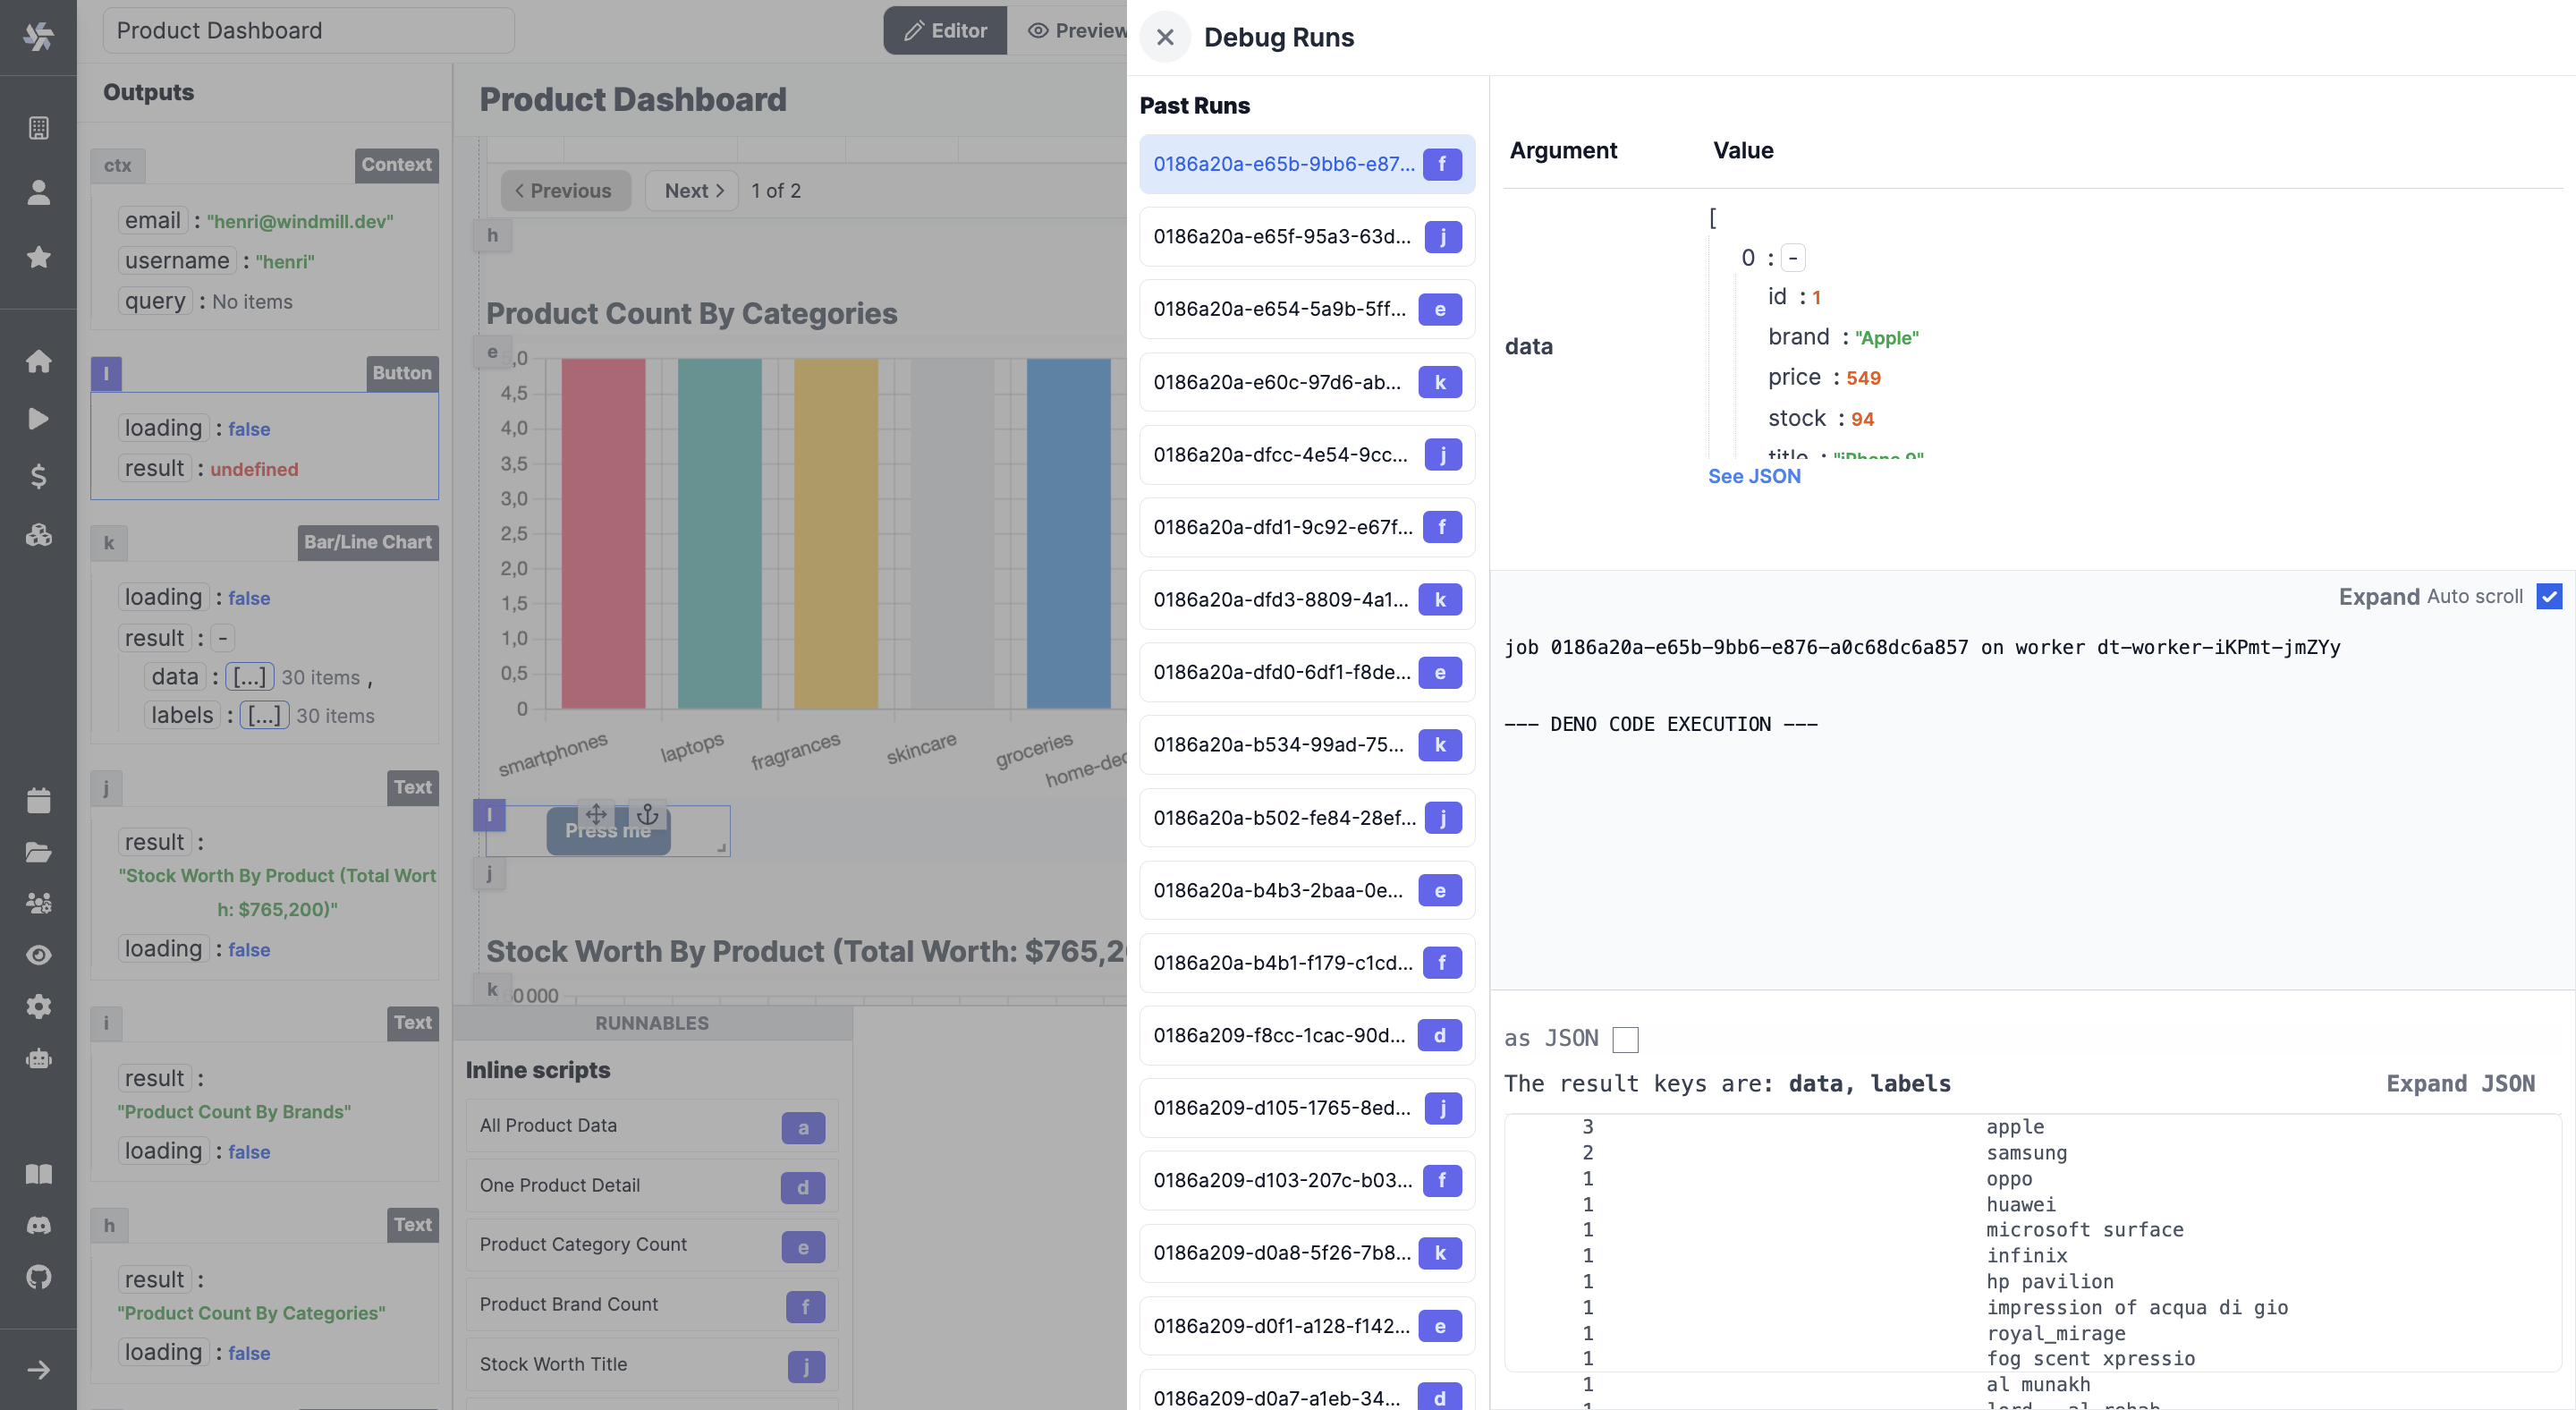 Product Dashboard
Editor
Preview
Outputs
ctx
Context
email : "henri@windmill.dev"
username : "henri"
query : No items
l
Button
loading : false
result : undefined
k
Bar/Line Chart
loading : false
result : -
data : [...] 30 items ,
labels : [...] 30 items
j
Text
result :
"Stock Worth By Product (Total Wort
h: $765,200)"
loading : false
i
Text
result :
"Product Count By Brands"
loading : false
h
Text
result :
"Product Count By Categories"
loading : false
Product Dashboard
Previous
Next
1 of 2
h
Product Count By Categories
e
5,0
4,5
4,0
3,5
3,0
2,5
2,0
1,5
1,0
0,5
0
smartphones
laptops
fragrances
skincare
groceries
home-dec
l
Press me
j
Stock Worth By Product (Total Worth: $765,2
k
60 000
RUNNABLES
Inline scripts
All Product Data a
One Product Detail d
Product Category Count e
Product Brand Count f
Stock Worth Title j
Debug Runs
Past Runs
0186a20a-e65b-9bb6-e87... f
0186a20a-e65f-95a3-63d... j
0186a20a-e654-5a9b-5ff... e
0186a20a-e60c-97d6-ab... k
0186a20a-dfcc-4e54-9cc... j
0186a20a-dfd1-9c92-e67f... f
0186a20a-dfd3-8809-4a1... k
0186a20a-dfd0-6df1-f8de... e
0186a20a-b534-99ad-75... k
0186a20a-b502-fe84-28ef... j
0186a20a-b4b3-2baa-0e... e
0186a20a-b4b1-f179-c1cd... f
0186a209-f8cc-1cac-90d... d
0186a209-d105-1765-8ed... j
0186a209-d103-207c-b03... f
0186a209-d0a8-5f26-7b8... k
0186a209-d0f1-a128-f142... e
0186a209-d0a7-a1eb-34... d
Argument
Value
data
[
0 : -
id : 1
brand : "Apple"
price : 549
stock : 94
title : "iPhone 9"
See JSON
Expand Auto scroll
job 0186a20a-e65b-9bb6-e876-a0c68dc6a857 on worker dt-worker-iKPmt-jmZYy
--- DENO CODE EXECUTION ---
as JSON
The result keys are: data, labels
Expand JSON
3 apple
2 samsung
1 oppo
1 huawei
1 microsoft surface
1 infinix
1 hp pavilion
1 impression of acqua di gio
1 royal_mirage
1 fog scent xpressio
1 al munakh